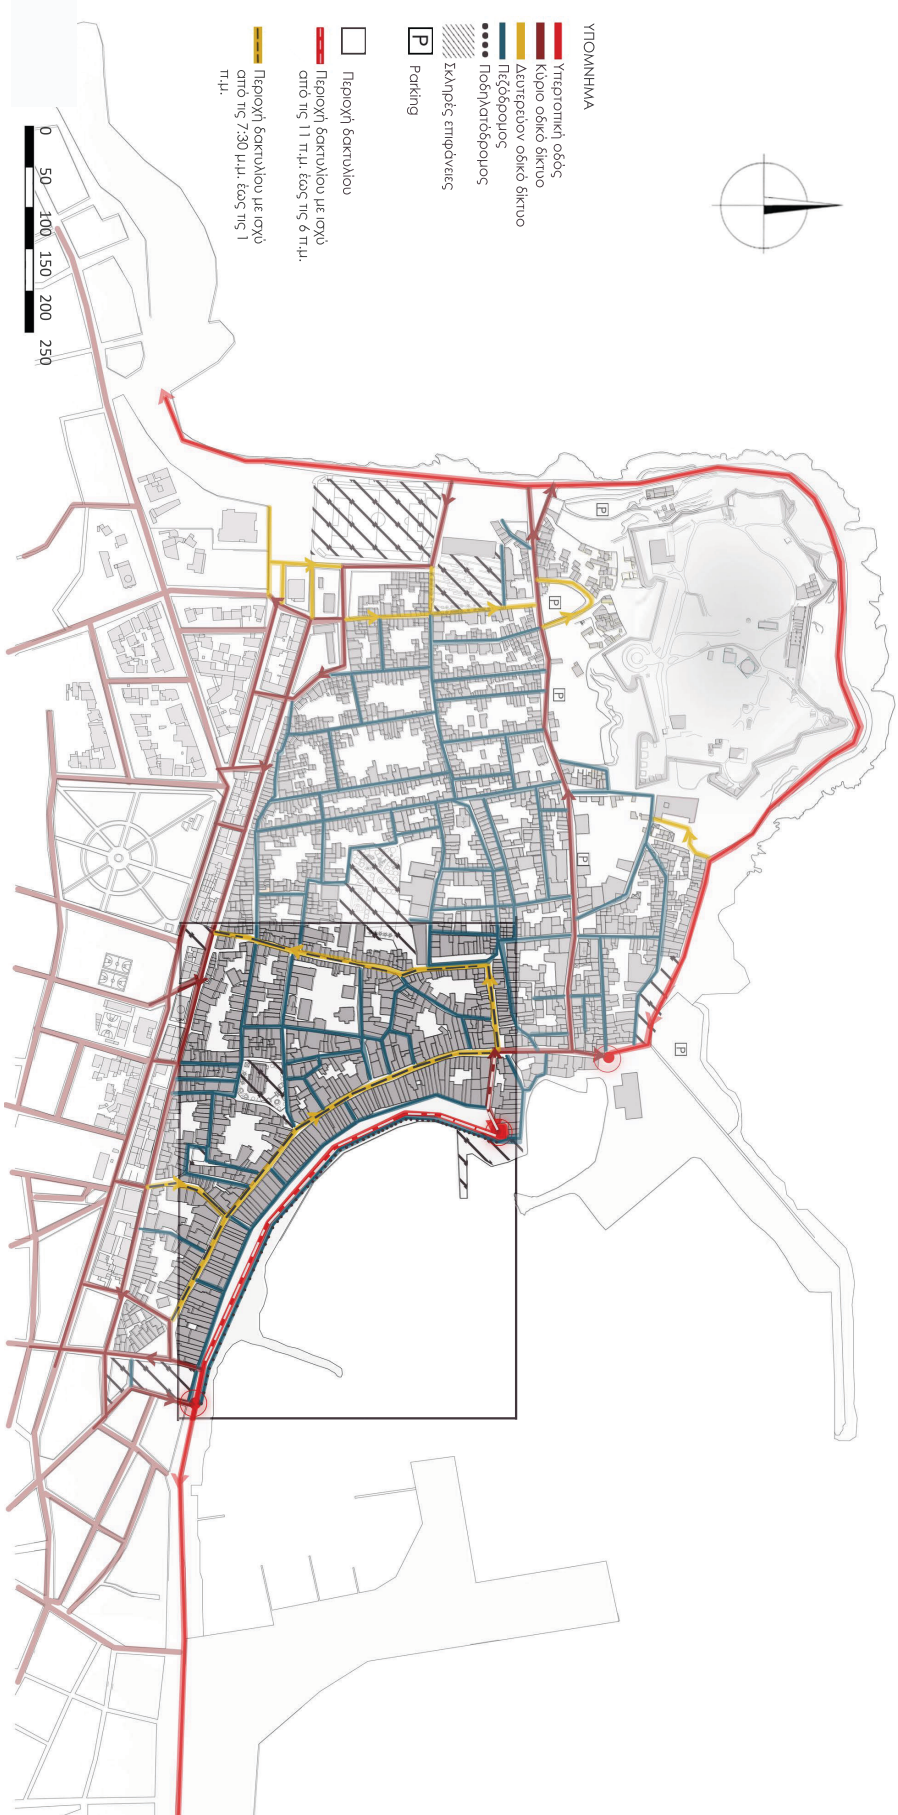 ΥΠΟΜΝΗΜΑ
Υπερτοπική οδός
Κύριο οδικό δίκτυο
Δευτερεύον οδικό δίκτυο
Πεζόδρομος
Ποδηλατόδρομος
Σκληρές επιφάνειες
P Parking
Περιοχή δακτυλίου
Περιοχή δακτυλίου με ισχύ
από τις 11 π.μ. έως τις 6 π.μ.
Περιοχή δακτυλίου με ισχύ
από τις 7:30 μ.μ. έως τις 1
π.μ.
0 50 100 150 200 250
P
P
P
P
P